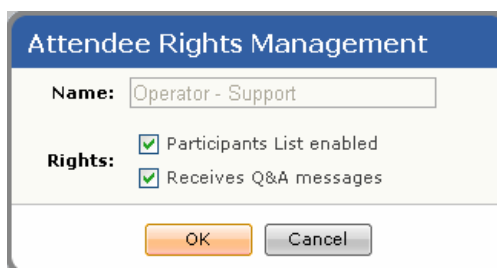 Attendee Rights Management
Name: Operator - Support
Participants List enabled
Rights:
Receives Q&A messages
OK Cancel